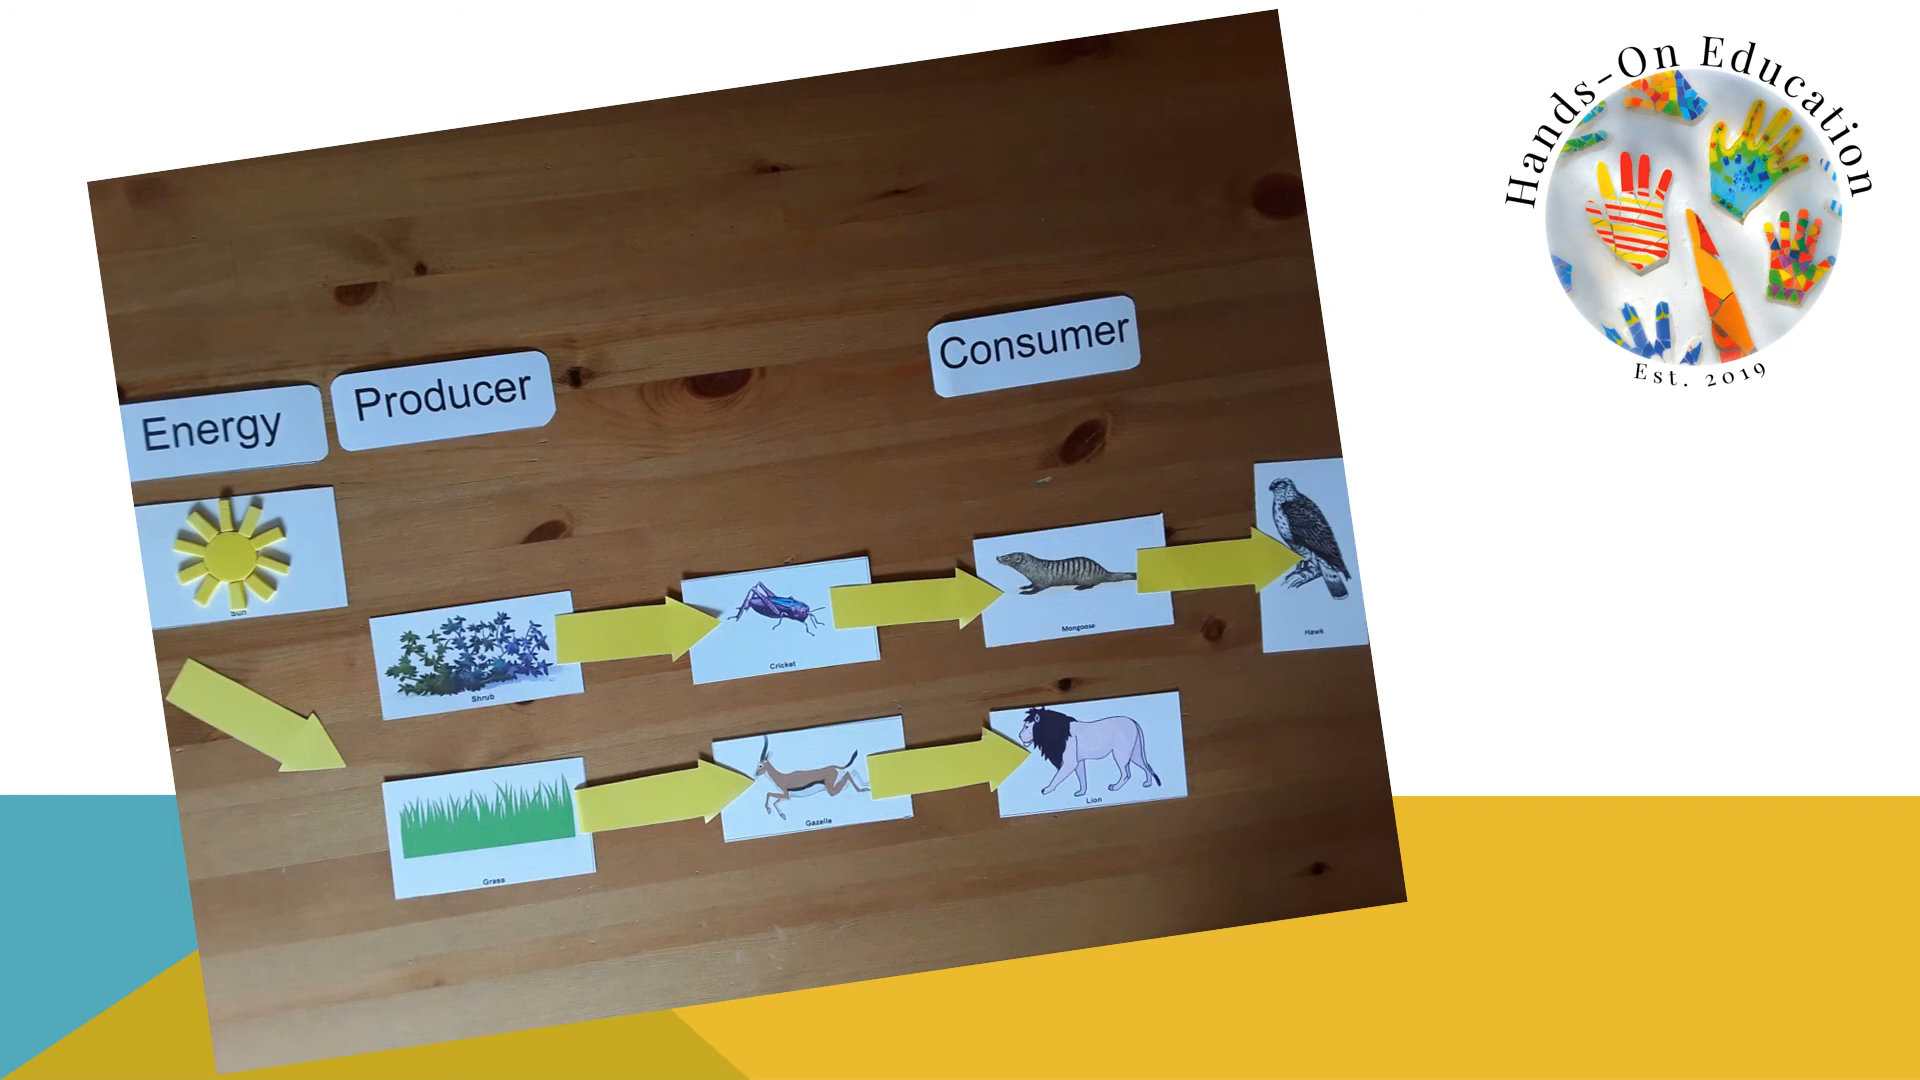 Hands-On Education
Est. 2019
Energy
Producer
Consumer
Sun
Shrub
Cricket
Mongoose
Hawk
Grass
Gazelle
Lion